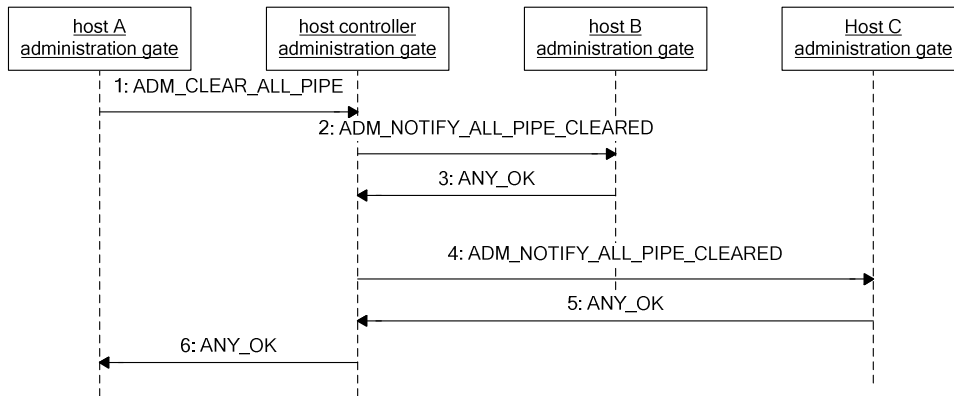 host A
administration gate
host controller
administration gate
host B
administration gate
Host C
administration gate
1: ADM_CLEAR_ALL_PIPE
2: ADM_NOTIFY_ALL_PIPE_CLEARED
3: ANY_OK
4: ADM_NOTIFY_ALL_PIPE_CLEARED
5: ANY_OK
6: ANY_OK